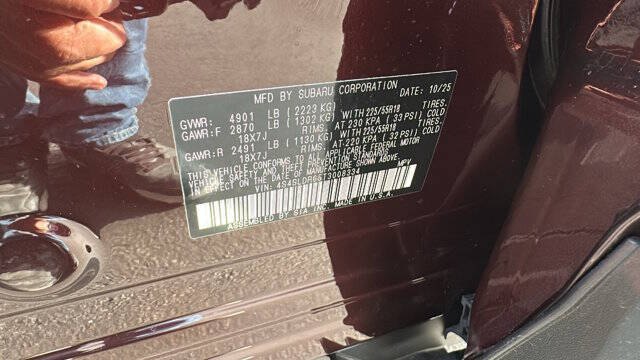 MFD BY SUBARU CORPORATION DATE: 10/25
GVWR: 4901 LB (2223 KG)
GAWR:F 2870 LB (1302 KG) WITH 225/55R18 TIRES.
18X7J RIMS. AT 230 KPA (33 PSI) COLD
GAWR:R 2491 LB (1130 KG) WITH 225/55R18 TIRES.
18X7J RIMS. AT 220 KPA (32 PSI) COLD
THIS VEHICLE CONFORMS TO ALL APPLICABLE FEDERAL MOTOR
VEHICLE SAFETY AND THEFT PREVENTION STANDARDS
IN EFFECT ON THE DATE OF MANUFACTURE SHOWN ABOVE.
MPV
ASSEMBLED BY SIA INC. MADE IN U.S.A.